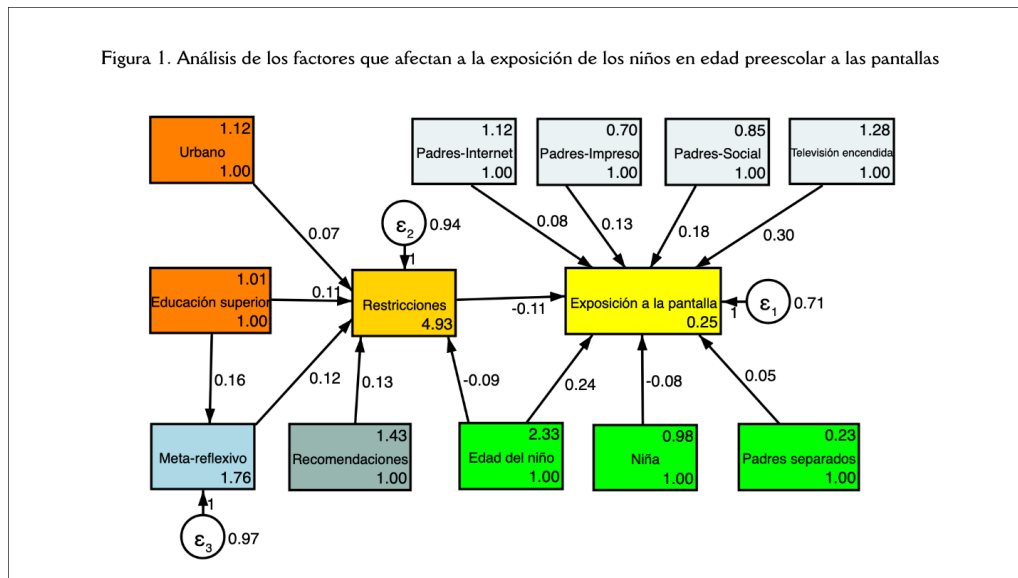 Figura 1. Análisis de los factores que afectan a la exposición de los niños en edad preescolar a las pantallas
1.12
Urbano
1.00
1.12
Padres-Internet
1.00
0.70
Padres-Impreso
1.00
0.85
Padres-Social
1.00
1.28
Televisión encendida
1.00
0.07
ε2
0.94
1
0.08
0.13
0.18
0.30
1.01
Educación superior
1.00
0.11
Restricciones
4.93
-0.11
Exposición a la pantalla
0.25
1
ε1
0.71
0.16
0.12
0.13
-0.09
0.24
-0.08
0.05
Meta-reflexivo
1.76
1.43
Recomendaciones
1.00
2.33
Edad del niño
1.00
0.98
Niña
1.00
0.23
Padres separados
1.00
1
ε3
0.97